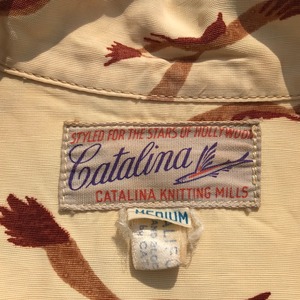 STYLED FOR THE STARS OF HOLLYWOOD
Catalina
CATALINA KNITTING MILLS
MEDIUM